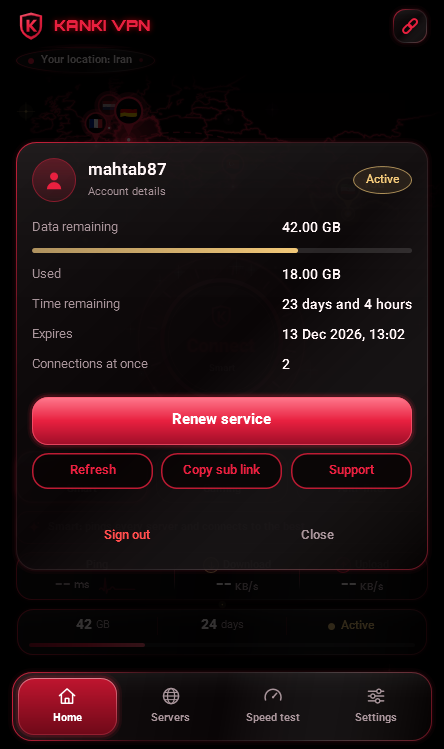 KANKI VPN
Your location: Iran
mahtab87
Account details
Active
Data remaining 42.00 GB
Used 18.00 GB
Time remaining 23 days and 4 hours
Expires 13 Dec 2026, 13:02
Connections at once 2
Renew service
Refresh Copy sub link Support
Sign out Close
-- ms -- KB/s -- KB/s
42 GB 24 days Active
Home Servers Speed test Settings